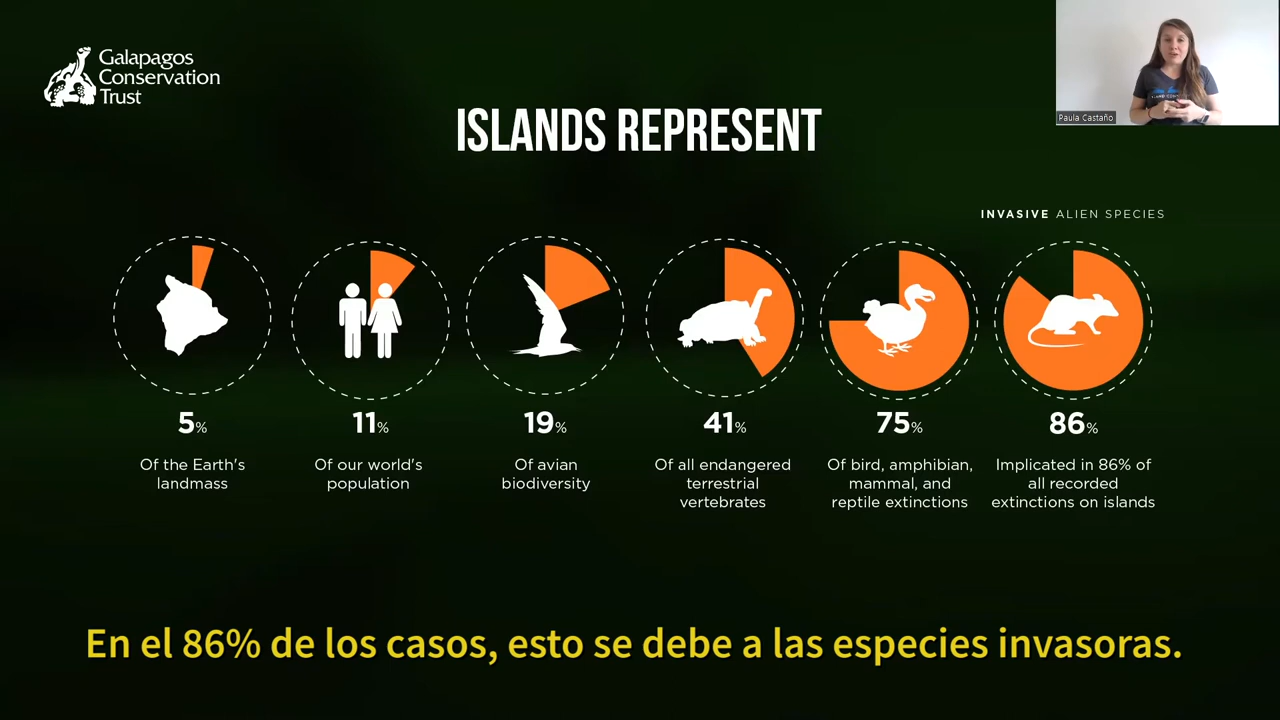 Galapagos
Conservation
Trust
Paula Castaño
ISLANDS REPRESENT
INVASIVE ALIEN SPECIES
5%
Of the Earth's
landmass
11%
Of our world's
population
19%
Of avian
biodiversity
41%
Of all endangered
terrestrial
vertebrates
75%
Of bird, amphibian,
mammal, and
reptile extinctions
86%
Implicated in 86% of
all recorded
extinctions on islands
En el 86% de los casos, esto se debe a las especies invasoras.